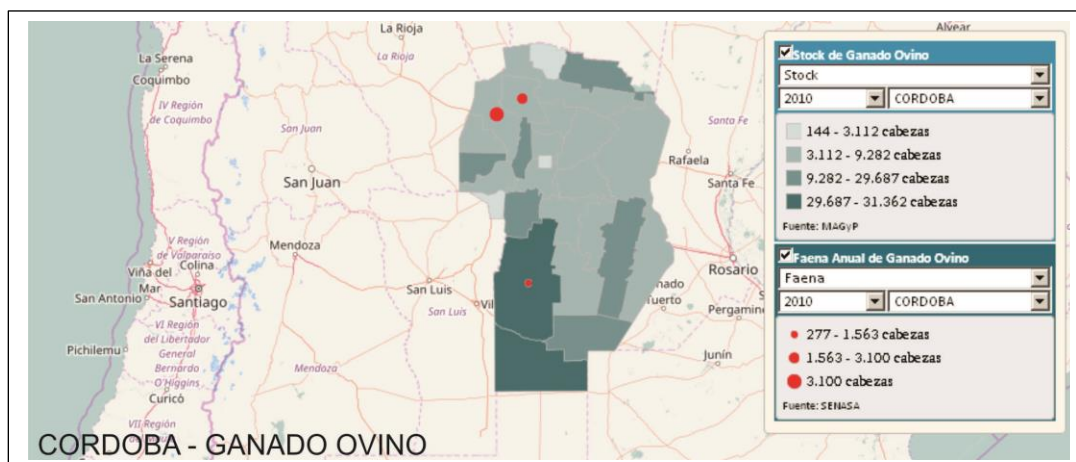 La Rioja
La Rioja
Alvear
La Serena
Coquimbo
IV Región
de Coquimbo
San Juan
San Juan
Santa Fe
Rafaela
Santa Fe
V Región
de Valparaíso
Mendoza
Viña del
Mar
Colina
San Antonio
Santiago
San Luis
San Luis
Vil
Rosario
nado
uerto
Pergamin
VI Región
del Libertador
General
Bernardo
O'Higgins
Pichilemu
Mendoza
Junín
Curicó
VII Región
CORDOBA - GANADO OVINO
Stock de Ganado Ovino
Stock
2010 CORDOBA
144 - 3.112 cabezas
3.112 - 9.282 cabezas
9.282 - 29.687 cabezas
29.687 - 31.362 cabezas
Fuente: MAGyP
Faena Anual de Ganado Ovino
Faena
2010 CORDOBA
277 - 1.563 cabezas
1.563 - 3.100 cabezas
3.100 cabezas
Fuente: SENASA